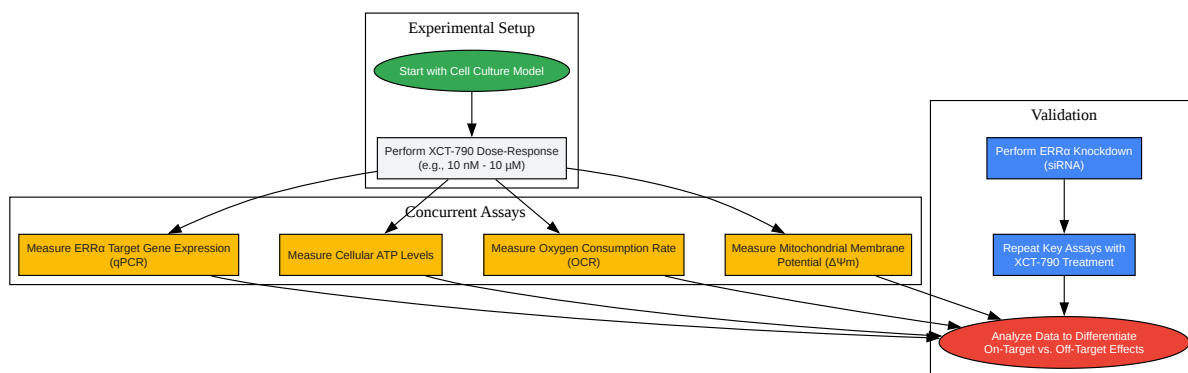 Experimental Setup
Start with Cell Culture Model
Perform XCT-790 Dose-Response
(e.g., 10 nM - 10 µM)
Concurrent Assays
Measure ERα Target Gene Expression
(qPCR)
Measure Cellular ATP Levels
Measure Oxygen Consumption Rate
(OCR)
Measure Mitochondrial Membrane
Potential (ΔΨm)
Validation
Perform ERα Knockdown
(siRNA)
Repeat Key Assays with
XCT-790 Treatment
Analyze Data to Differentiate
On-Target vs. Off-Target Effects